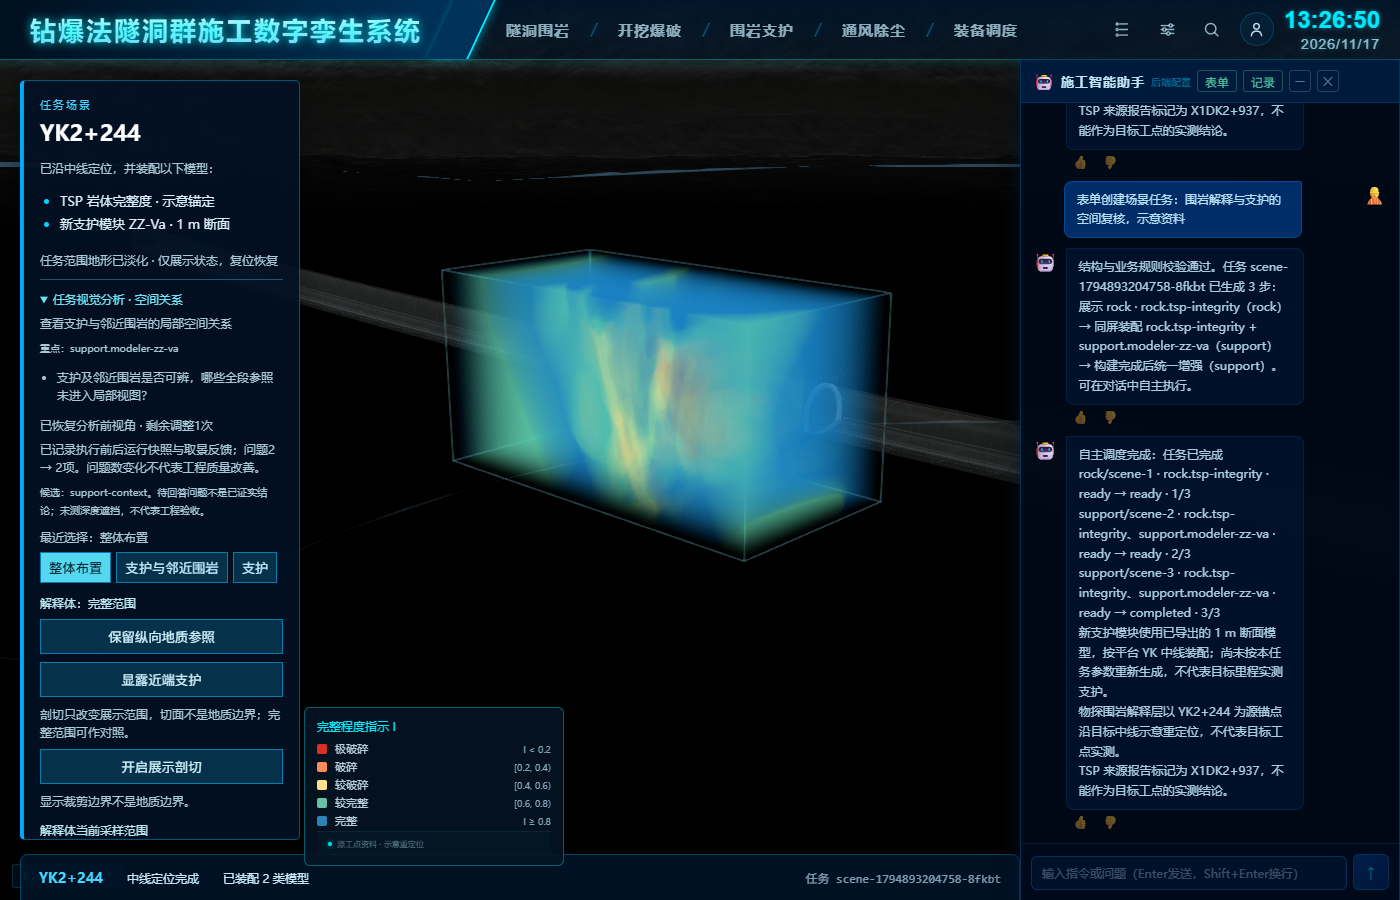 钻爆法隧洞群施工数字孪生系统
隧洞围岩 / 开挖爆破 / 围岩支护 / 通风除尘 / 装备调度
13:26:50
2026/11/17
任务场景
YK2+244
已沿中线定位，并装配以下模型：
• TSP 岩体完整度 · 示意锚定
• 新支护模块 ZZ-Va · 1 m 断面
任务范围地形已淡化 · 仅展示状态，复位恢复
▼ 任务视觉分析 · 空间关系
查看支护与邻近围岩的局部空间关系
重点：support.modeler-zz-va
• 支护及邻近围岩是否可辨，哪些全段参照
未进入局部视图？
已恢复分析前视角 · 剩余调整1次
已记录执行前后运行快照与取景反馈；问题2
→ 2项。问题数变化不代表工程质量改善。
候选：support-context。待回答问题不是已证实结
论；未测深度遮挡，不代表工程验收。
最近选择：整体布置
整体布置 支护与邻近围岩 支护
解释体：完整范围
保留纵向地质参照
显露近端支护
剖切只改变展示范围，切面不是地质边界；完
整范围可作对照。
开启展示剖切
显示裁剪边界不是地质边界。
解释体当前采样范围
完整程度指示 I
极破碎 I < 0.2
破碎 [0.2, 0.4)
较破碎 [0.4, 0.6)
较完整 [0.6, 0.8)
完整 I ≥ 0.8
源工点资料 · 示意重定位
YK2+244 中线定位完成 已装配 2 类模型 任务 scene-1794893204758-8fkbt
施工智能助手 后端配置 表单 记录
TSP 来源报告标记为 X1DK2+937，不
能作为目标工点的实测结论。
表单创建场景任务：围岩解释与支护的
空间复核，示意资料
结构与业务规则校验通过。任务 scene-
1794893204758-8fkbt 已生成 3 步：
展示 rock · rock.tsp-integrity（rock）
→ 同屏装配 rock.tsp-integrity +
support.modeler-zz-va（support）
→ 构建完成后统一增强（support）。
可在对话中自主执行。
自主调度完成：任务已完成
rock/scene-1 · rock.tsp-integrity ·
ready → ready · 1/3
support/scene-2 · rock.tsp-
integrity、support.modeler-zz-va ·
ready → ready · 2/3
support/scene-3 · rock.tsp-
integrity、support.modeler-zz-va ·
ready → completed · 3/3
新支护模块使用已导出的 1 m 断面模
型，按平台 YK 中线装配；尚未按本任
务参数重新生成，不代表目标里程实测
支护。
物探围岩解释层以 YK2+244 为源锚点
沿目标中线示意重定位，不代表目标工
点实测。
TSP 来源报告标记为 X1DK2+937，不
能作为目标工点的实测结论。
输入指令或问题（Enter发送，Shift+Enter换行）